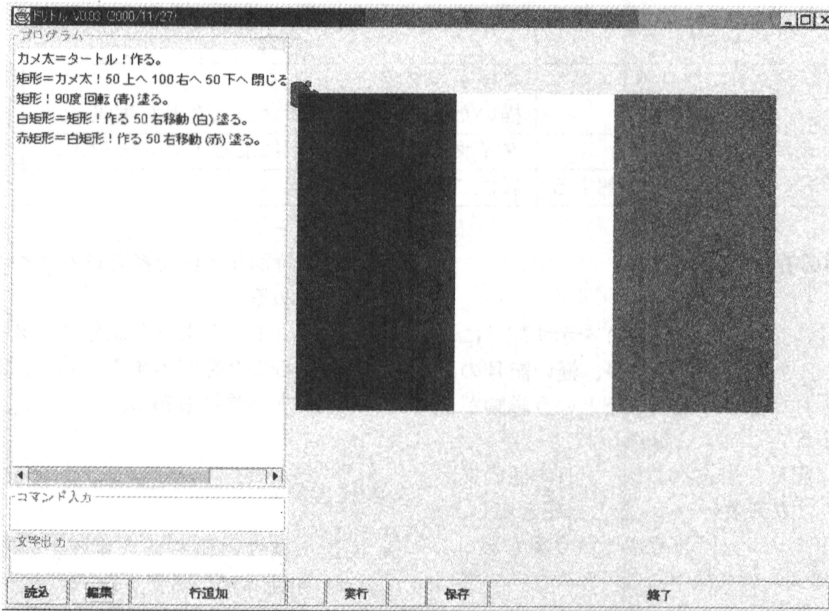 ドリトル V0.83 (2000/11/27)
プログラム
カメ太＝タートル！作る。
矩形＝カメ太！50 上へ 100 右へ 50 下へ 閉じる
矩形！90度 回転 (青) 塗る。
白矩形＝矩形！作る 50 右移動 (白) 塗る。
赤矩形＝白矩形！作る 50 右移動 (赤) 塗る。
コマンド入力
文字出力
読込 編集 行追加 実行 保存 終了